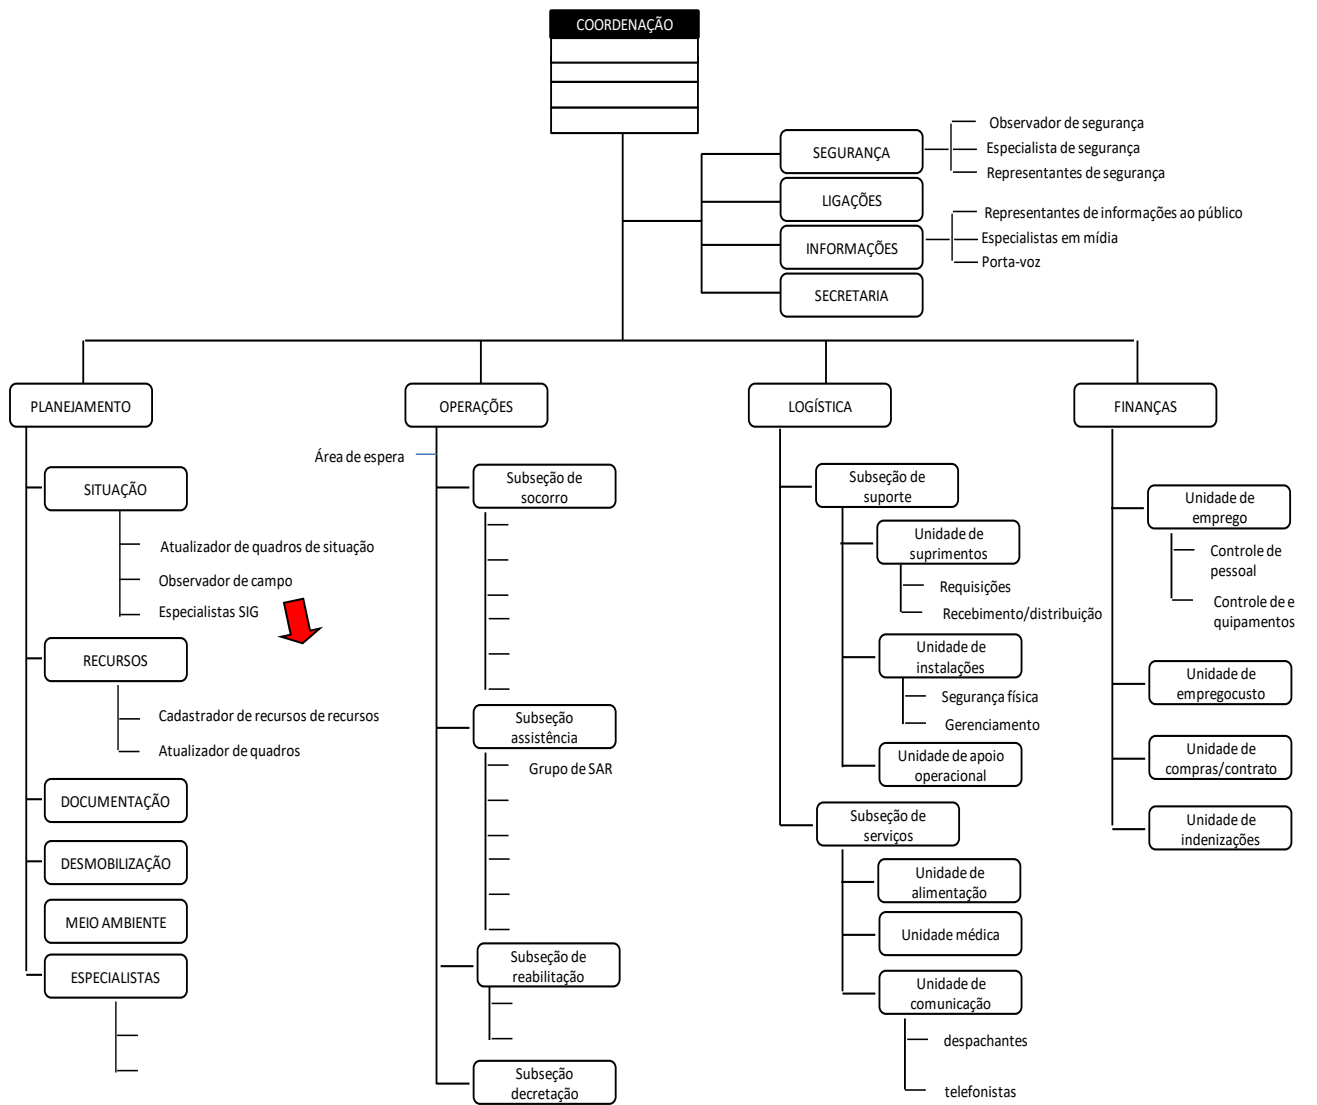 COORDENAÇÃO
SEGURANÇA
Observador de segurança
Especialista de segurança
Representantes de segurança
LIGAÇÕES
INFORMAÇÕES
Representantes de informações ao público
Especialistas em mídia
Porta-voz
SECRETARIA
PLANEJAMENTO
SITUAÇÃO
Atualizador de quadros de situação
Observador de campo
Especialistas SIG
RECURSOS
Cadastrador de recursos de recursos
Atualizador de quadros
DOCUMENTAÇÃO
DESMOBILIZAÇÃO
MEIO AMBIENTE
ESPECIALISTAS
OPERAÇÕES
Área de espera
Subseção de
socorro
Subseção
assistência
Grupo de SAR
Subseção de
reabilitação
Subseção
decretação
LOGÍSTICA
Subseção de
suporte
Unidade de
suprimentos
Requisições
Recebimento/distribuição
Unidade de
instalações
Segurança física
Gerenciamento
Unidade de apoio
operacional
Subseção de
serviços
Unidade de
alimentação
Unidade médica
Unidade de
comunicação
despachantes
telefonistas
FINANÇAS
Unidade de
emprego
Controle de
pessoal
Controle de e
quipamentos
Unidade de
empregocusto
Unidade de
compras/contrato
Unidade de
indenizações